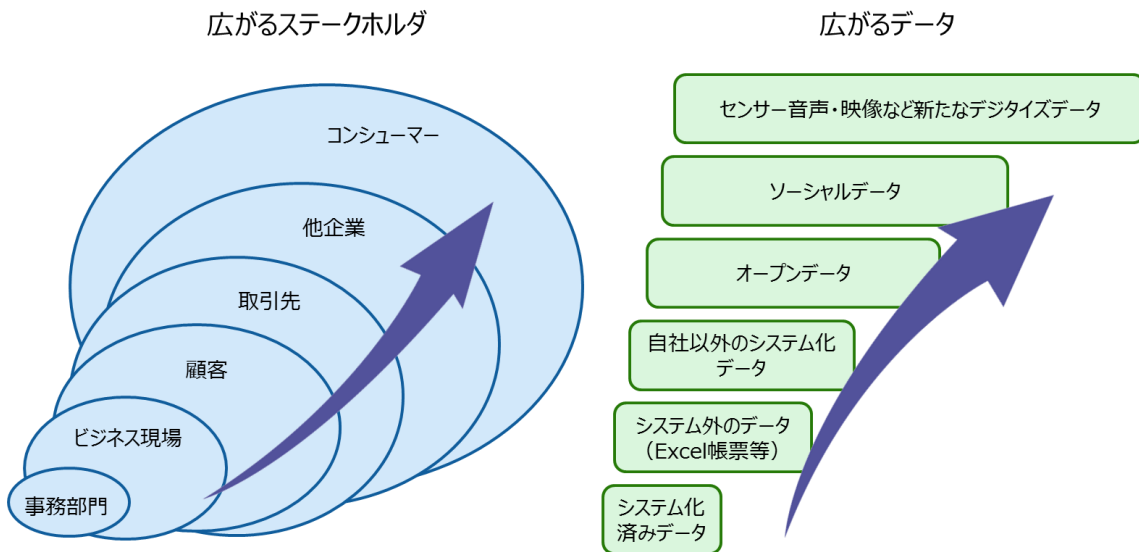 広がるステークホルダ
コンシューマー
他企業
取引先
顧客
ビジネス現場
事務部門
広がるデータ
センサー音声・映像など新たなデジタイズデータ
ソーシャルデータ
オープンデータ
自社以外のシステム化
データ
システム外のデータ
（Excel帳票等）
システム化
済みデータ